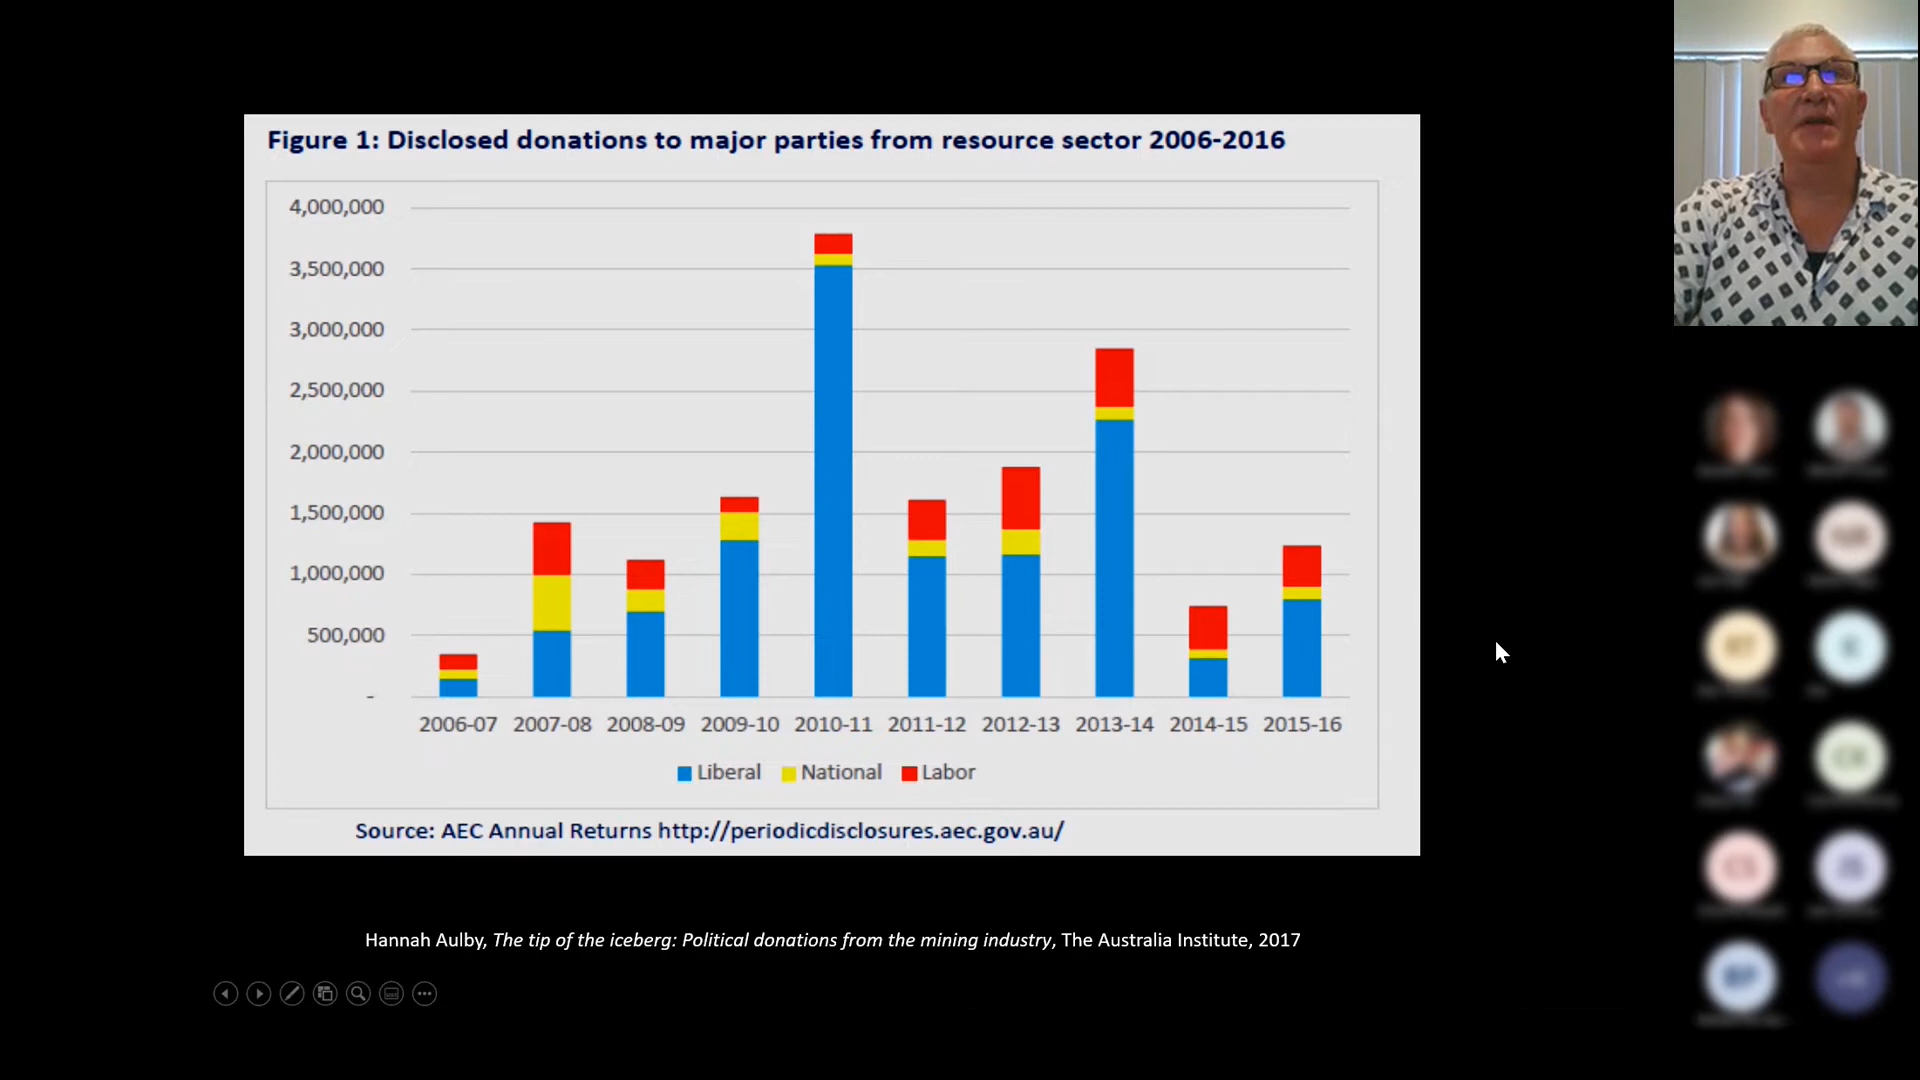 Figure 1: Disclosed donations to major parties from resource sector 2006-2016
4,000,000
3,500,000
3,000,000
2,500,000
2,000,000
1,500,000
1,000,000
500,000
-
2006-07 2007-08 2008-09 2009-10 2010-11 2011-12 2012-13 2013-14 2014-15 2015-16
Liberal National Labor
Source: AEC Annual Returns http://periodicdisclosures.aec.gov.au/
Hannah Aulby, The tip of the iceberg: Political donations from the mining industry, The Australia Institute, 2017